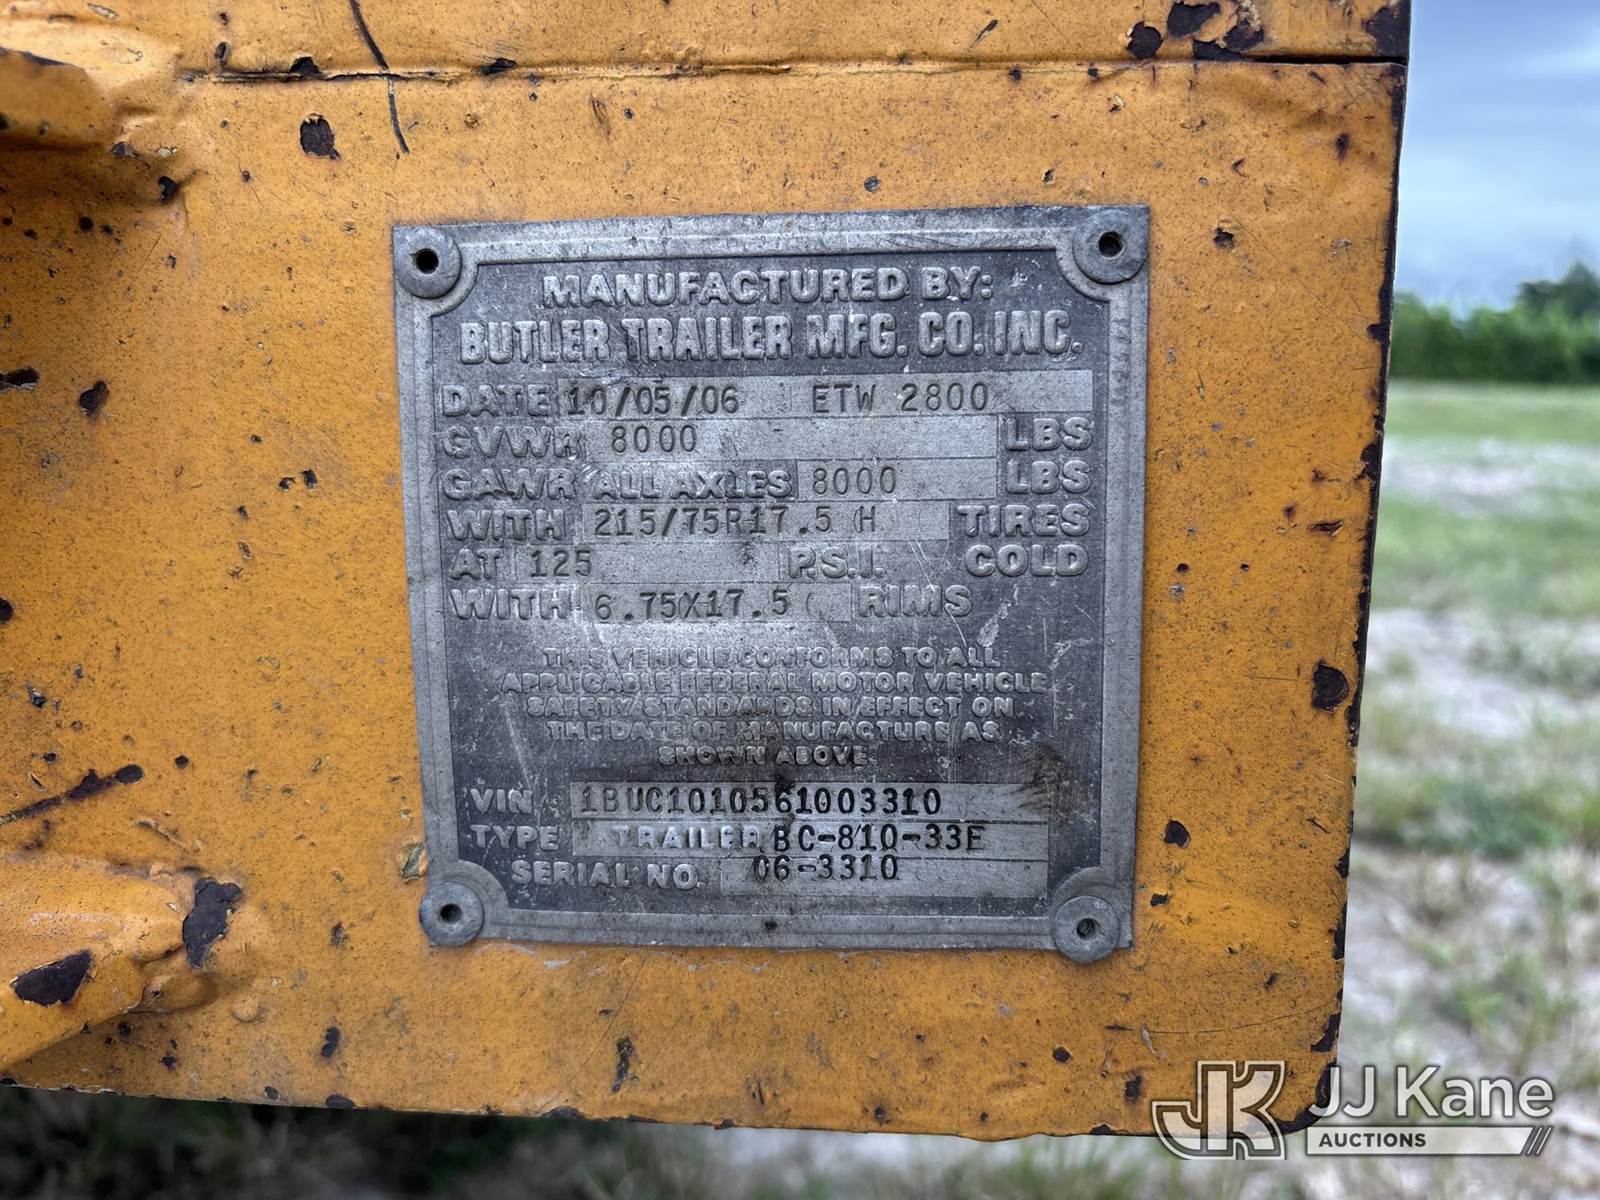 MANUFACTURED BY:
BUTLER TRAILER MFG. CO. INC.
DATE 10/05/06 ETW 2800
GVWR 8000 LBS
GAWR ALL AXLES 8000 LBS
WITH 215/75R17.5 (H) TIRES
AT 125 P.S.I. COLD
WITH 6.75X17.5 RIMS
THIS VEHICLE CONFORMS TO ALL
APPLICABLE FEDERAL MOTOR VEHICLE
SAFETY STANDARDS IN EFFECT ON
THE DATE OF MANUFACTURE AS
SHOWN ABOVE.
VIN 1BUC1010561003310
TYPE TRAILER BC-810-33E
SERIAL NO. 06-3310
JK JJ Kane
AUCTIONS